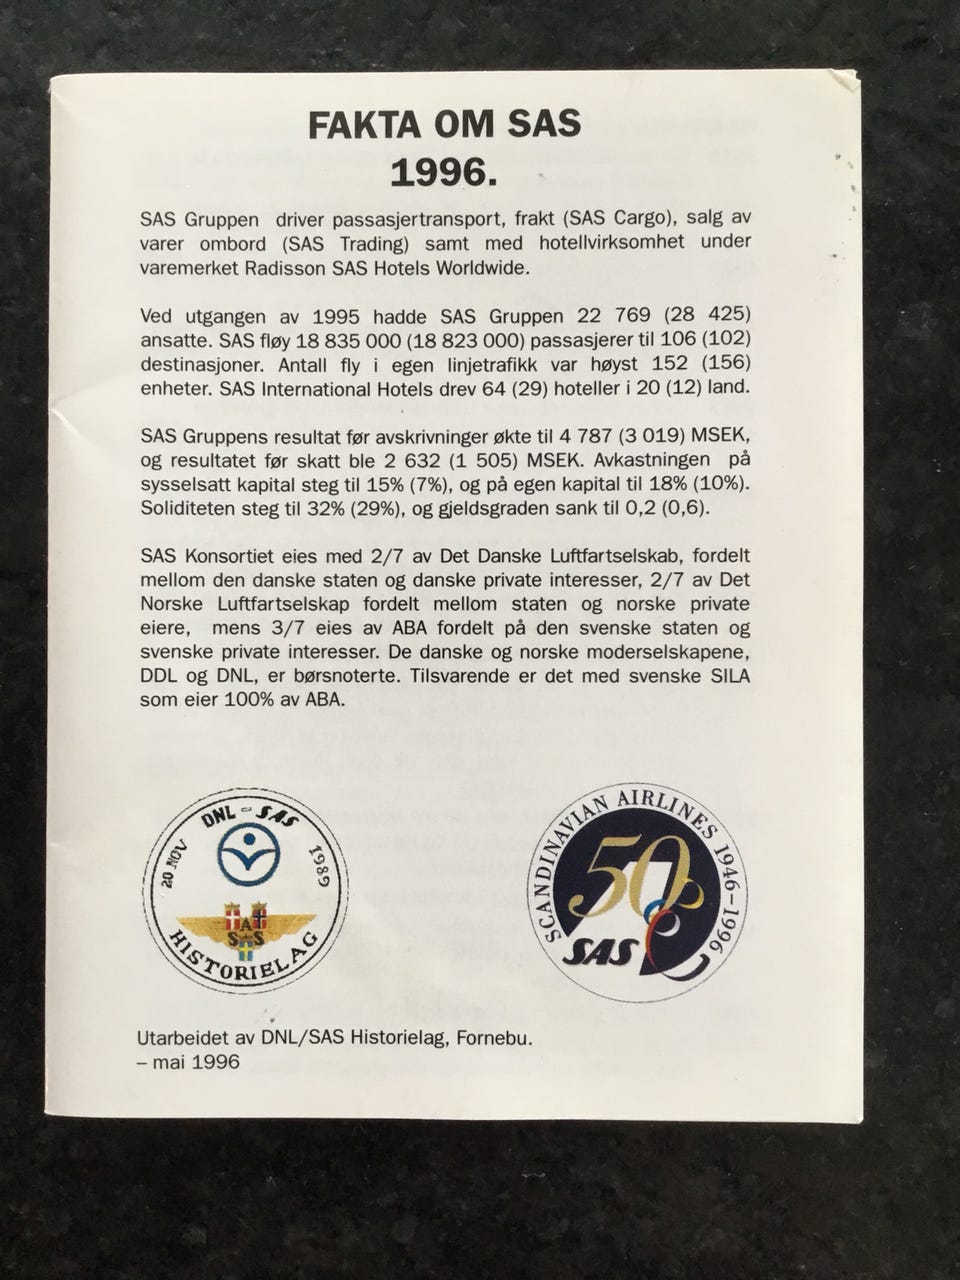 FAKTA OM SAS
1996.
SAS Gruppen driver passasjertransport, frakt (SAS Cargo), salg av
varer ombord (SAS Trading) samt med hotellvirksomhet under
varemerket Radisson SAS Hotels Worldwide.
Ved utgangen av 1995 hadde SAS Gruppen 22 769 (28 425)
ansatte. SAS fløy 18 835 000 (18 823 000) passasjerer til 106 (102)
destinasjoner. Antall fly i egen linjetrafikk var høyst 152 (156)
enheter. SAS International Hotels drev 64 (29) hoteller i 20 (12) land.
SAS Gruppens resultat før avskrivninger økte til 4 787 (3 019) MSEK,
og resultatet før skatt ble 2 632 (1 505) MSEK. Avkastningen på
sysselsatt kapital steg til 15% (7%), og på egen kapital til 18% (10%).
Soliditeten steg til 32% (29%), og gjeldsgraden sank til 0,2 (0,6).
SAS Konsortiet eies med 2/7 av Det Danske Luftfartselskab, fordelt
mellom den danske staten og danske private interesser, 2/7 av Det
Norske Luftfartselskap fordelt mellom staten og norske private
eiere, mens 3/7 eies av ABA fordelt på den svenske staten og
svenske private interesser. De danske og norske moderselskapene,
DDL og DNL, er børsnoterte. Tilsvarende er det med svenske SILA
som eier 100% av ABA.
DNL - SAS
20 NOV 1989
SAS
HISTORIELAG
SCANDINAVIAN AIRLINES 1946-1996
50
SAS
Utarbeidet av DNL/SAS Historielag, Fornebu.
– mai 1996